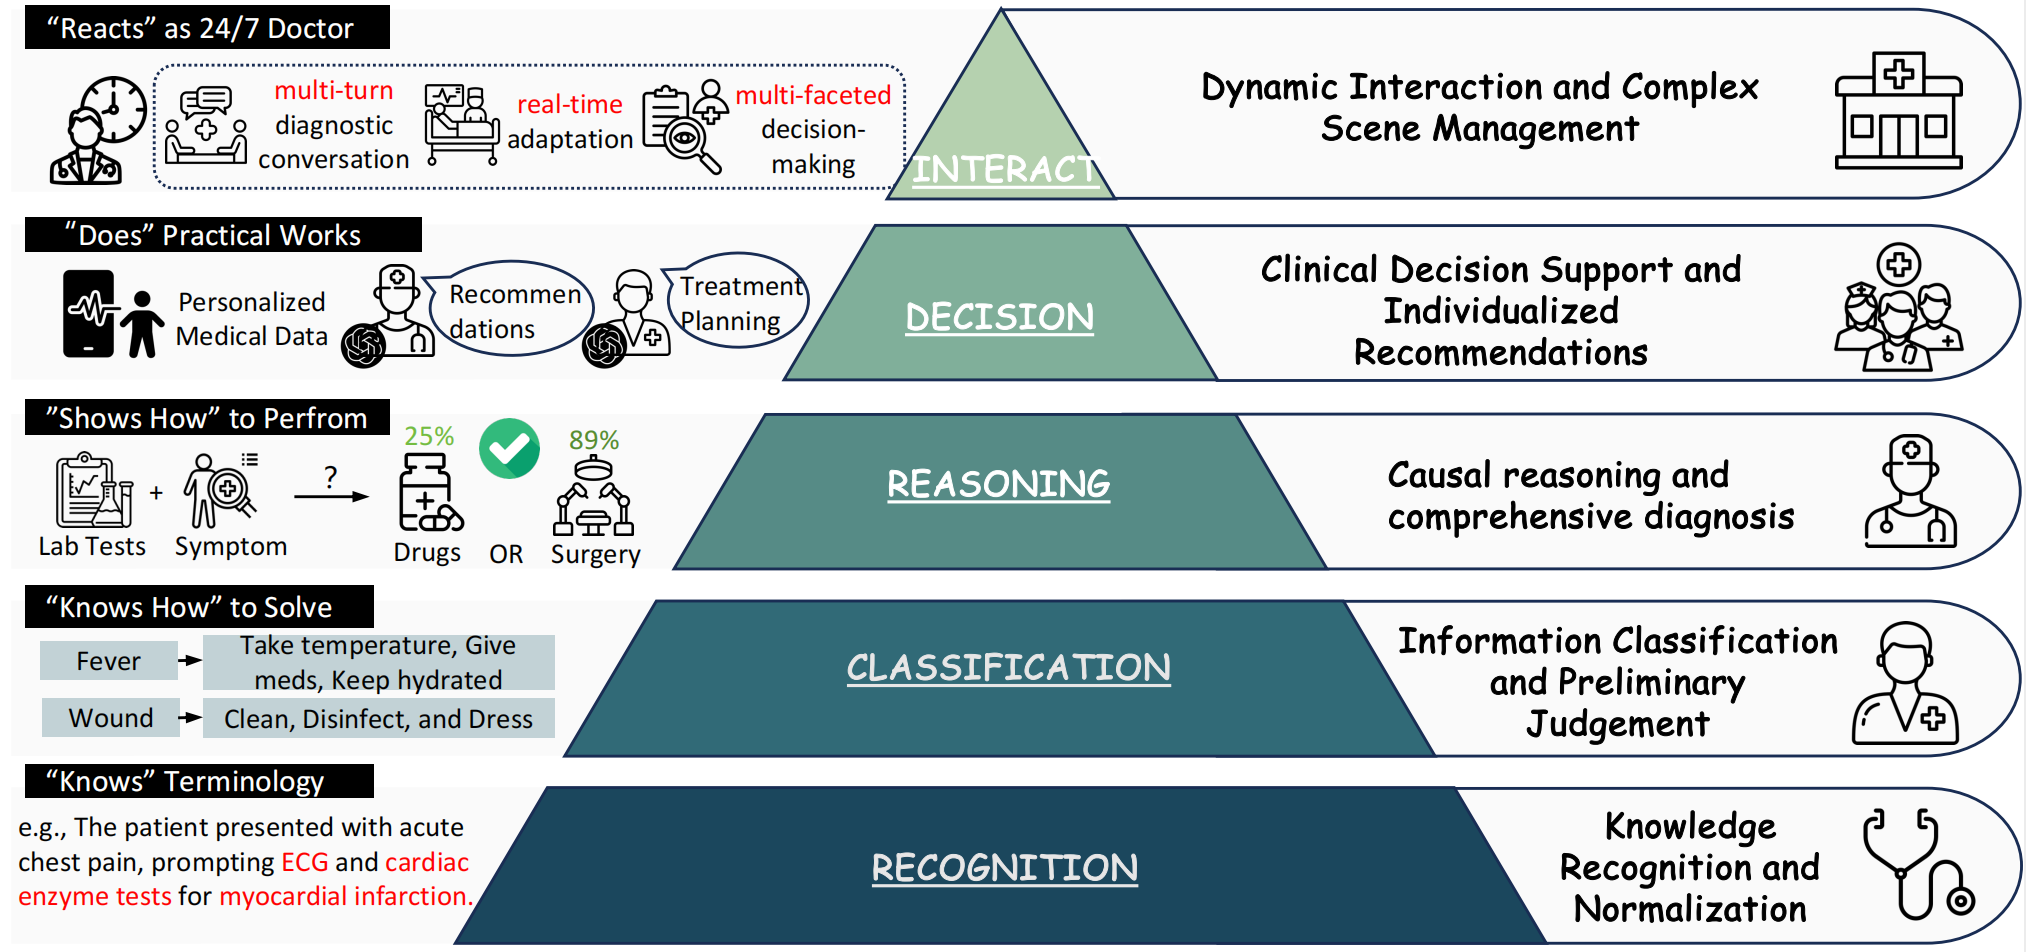 “Reacts” as 24/7 Doctor
multi-turn
diagnostic
conversation
real-time
adaptation
multi-faceted
decision-
making
INTERACT
Dynamic Interaction and Complex
Scene Management
“Does” Practical Works
Personalized
Medical Data
Recommen
dations
Treatment
Planning
DECISION
Clinical Decision Support and
Individualized
Recommendations
”Shows How” to Perfrom
Lab Tests
+
Symptom
?
25%
Drugs
OR
89%
Surgery
REASONING
Causal reasoning and
comprehensive diagnosis
“Knows How” to Solve
Fever
Take temperature, Give
meds, Keep hydrated
Wound
Clean, Disinfect, and Dress
CLASSIFICATION
Information Classification
and Preliminary
Judgement
“Knows” Terminology
e.g., The patient presented with acute
chest pain, prompting ECG and cardiac
enzyme tests for myocardial infarction.
RECOGNITION
Knowledge
Recognition and
Normalization